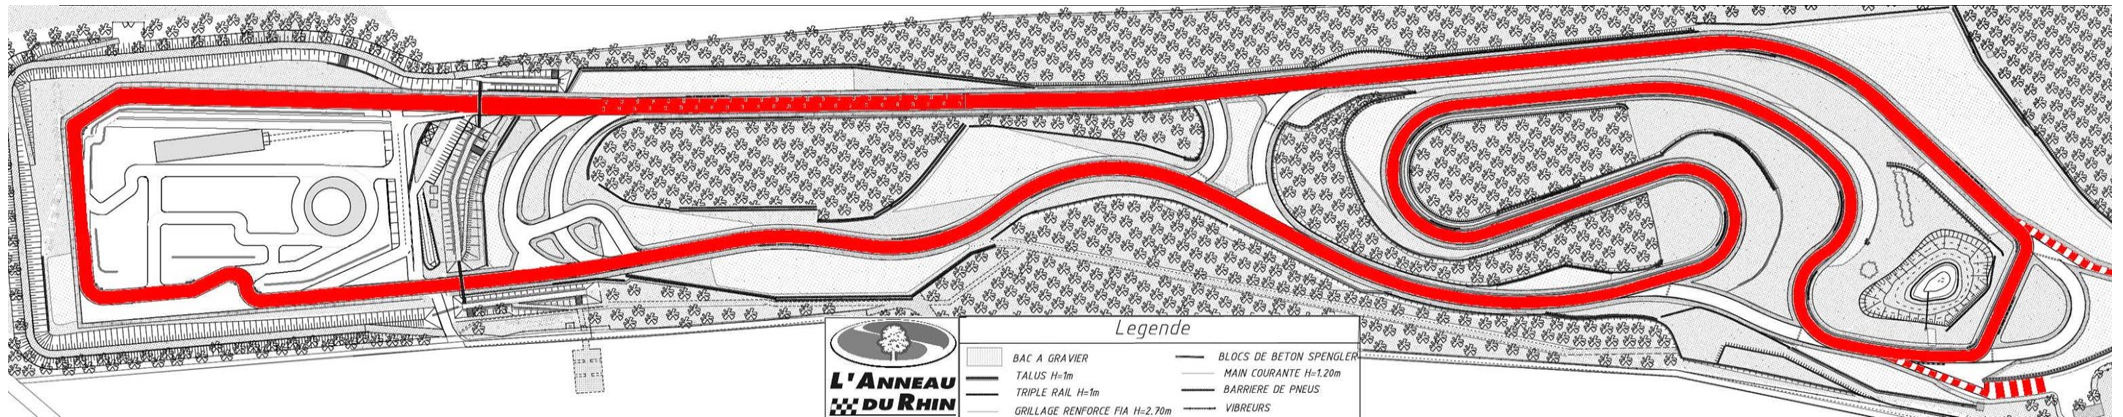 Legende
BAC A GRAVIER
TALUS H=1m
TRIPLE RAIL H=1m
GRILLAGE RENFORCE FIA H=2.70m
BLOCS DE BETON SPENGLER
MAIN COURANTE H=1.20m
BARRIERE DE PNEUS
VIBREURS
L'ANNEAU
DU RHIN